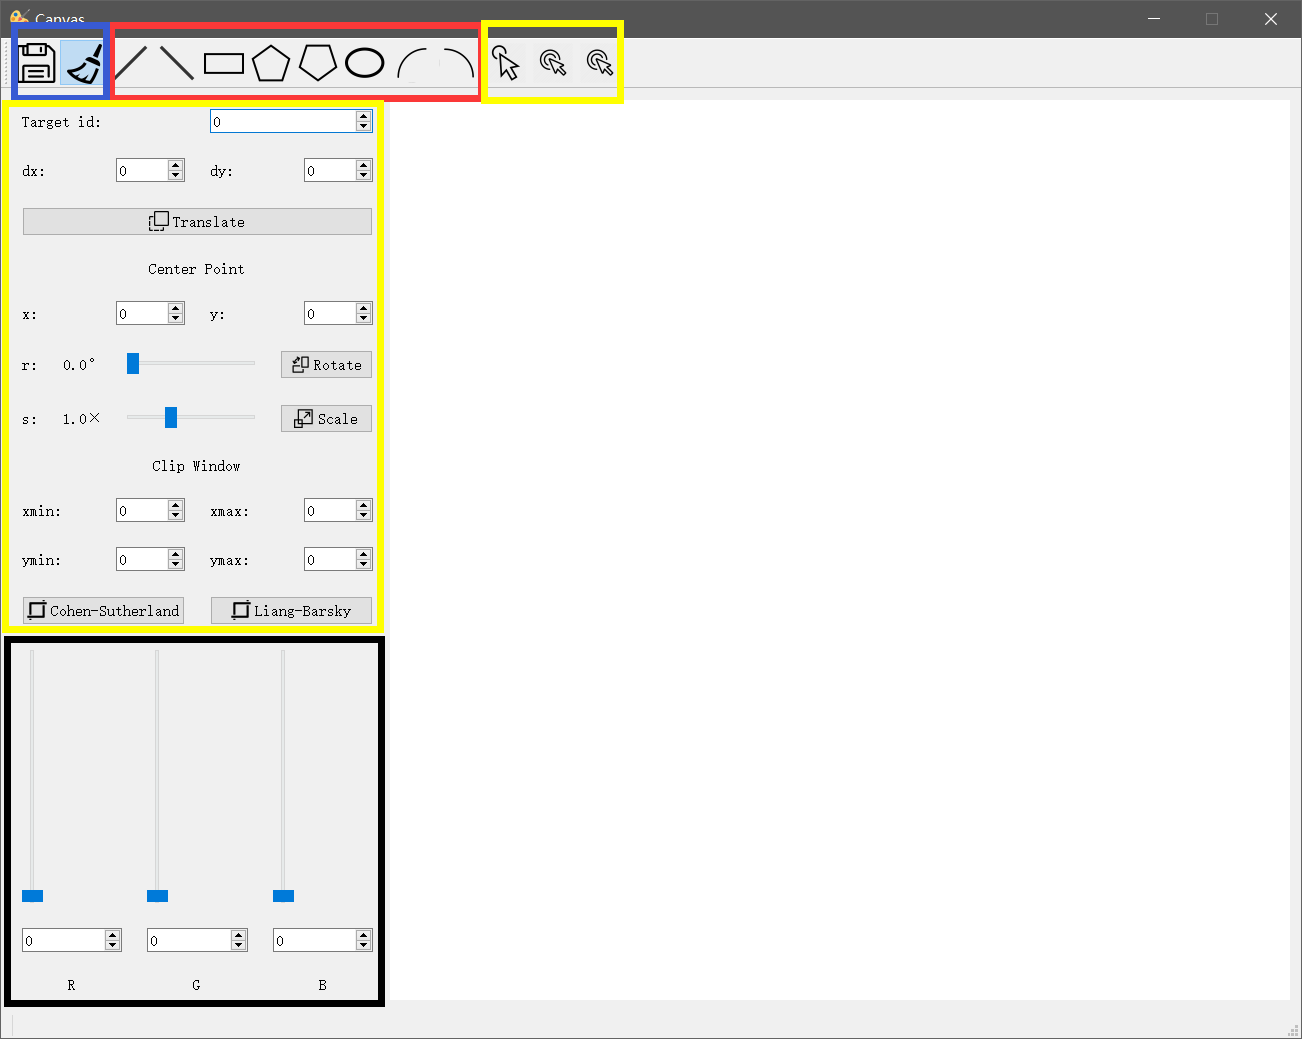 Canvas
Target id: 0
dx: 0 dy: 0
Translate
Center Point
x: 0 y: 0
r: 0.0° Rotate
s: 1.0× Scale
Clip Window
xmin: 0 xmax: 0
ymin: 0 ymax: 0
Cohen-Sutherland Liang-Barsky
0 0 0
R G B